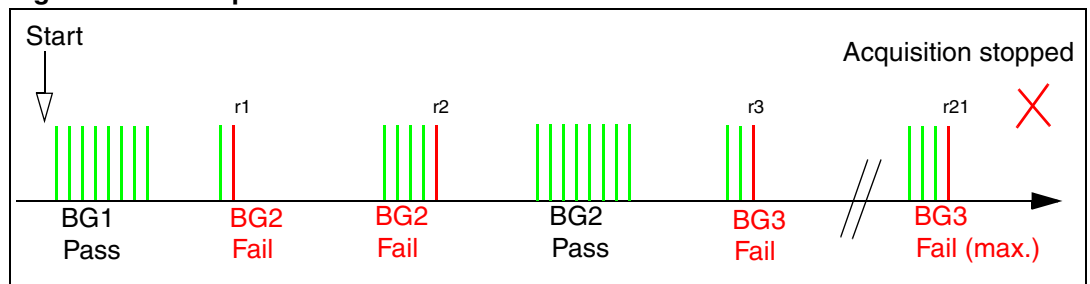 Start
Acquisition stopped
r1
r2
r3
r21
BG1
Pass
BG2
Fail
BG2
Fail
BG2
Pass
BG3
Fail
BG3
Fail (max.)